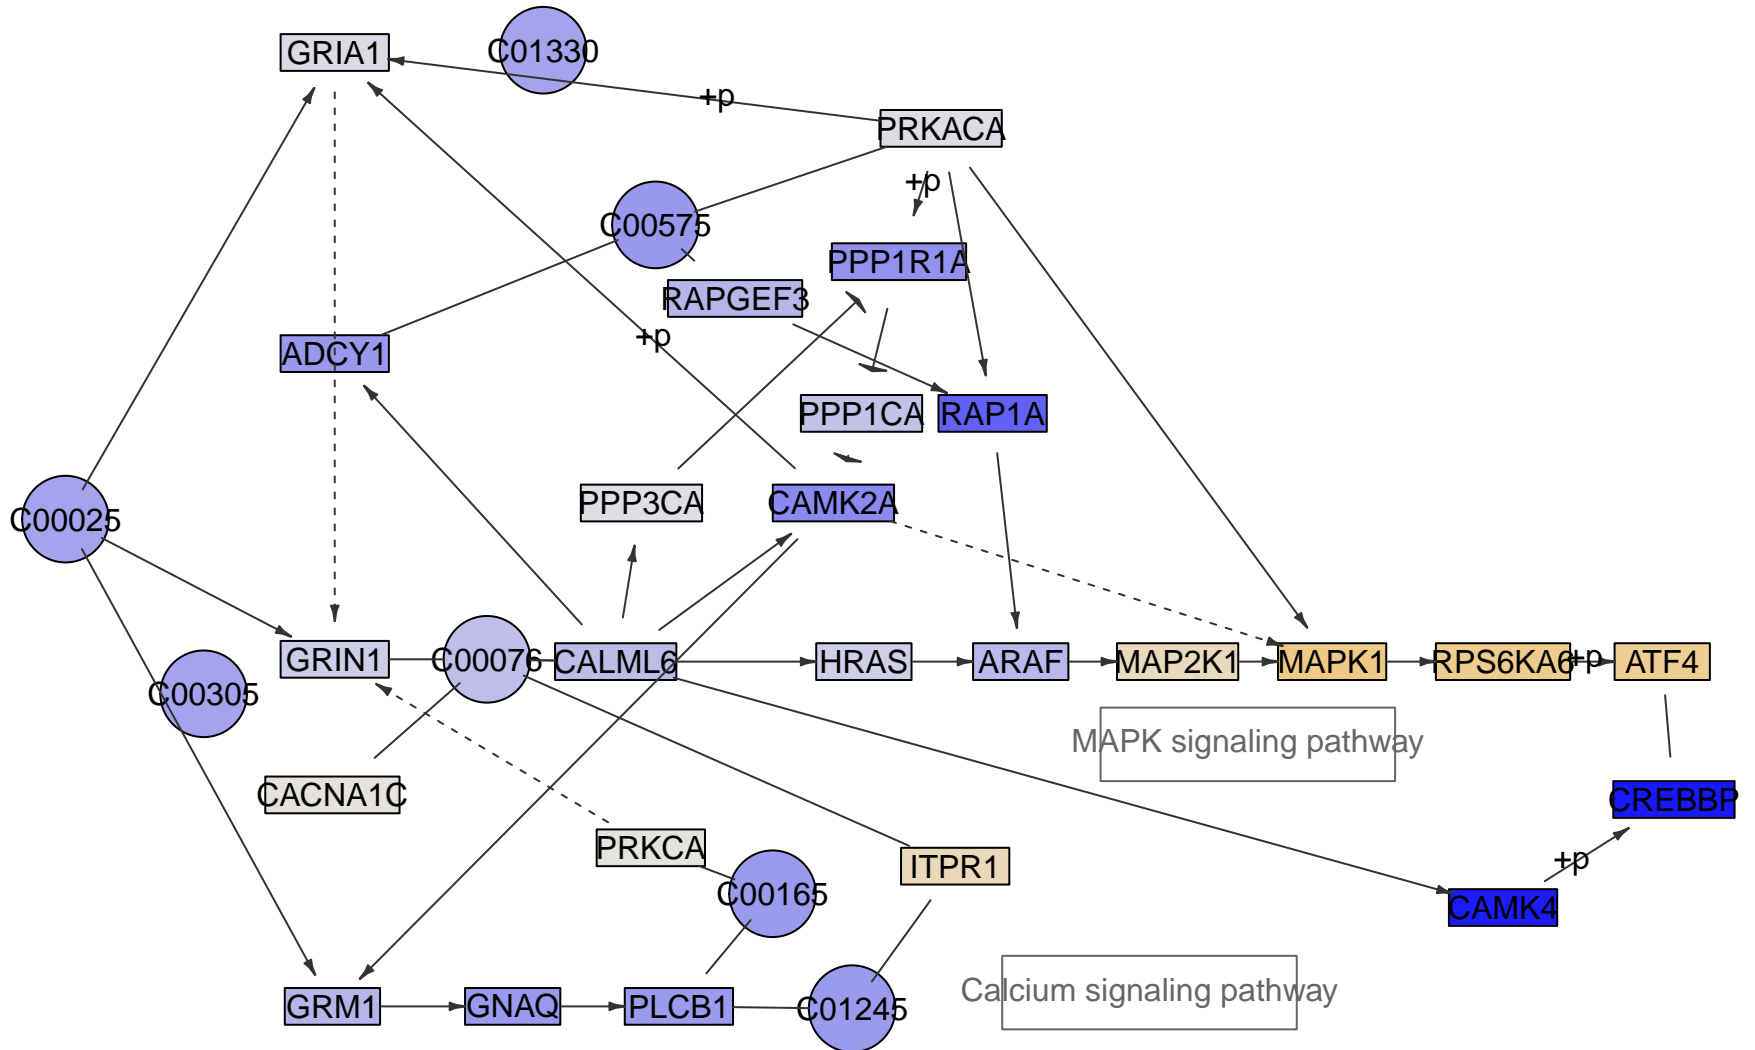 GRIA1
C01330
+p
PRKACA
+p
C00575
PPP1R1A
RAPGEF3
+p
ADCY1
PPP1CA
RAP1A
PPP3CA
CAMK2A
C00025
GRIN1
C00076
CALML6
HRAS
ARAF
MAP2K1
MAPK1
RPS6KA6
+p
ATF4
C00305
MAPK signaling pathway
CACNA1C
CREBBP
PRKCA
ITPR1
+p
C00165
CAMK4
Calcium signaling pathway
GRM1
GNAQ
PLCB1
C01245